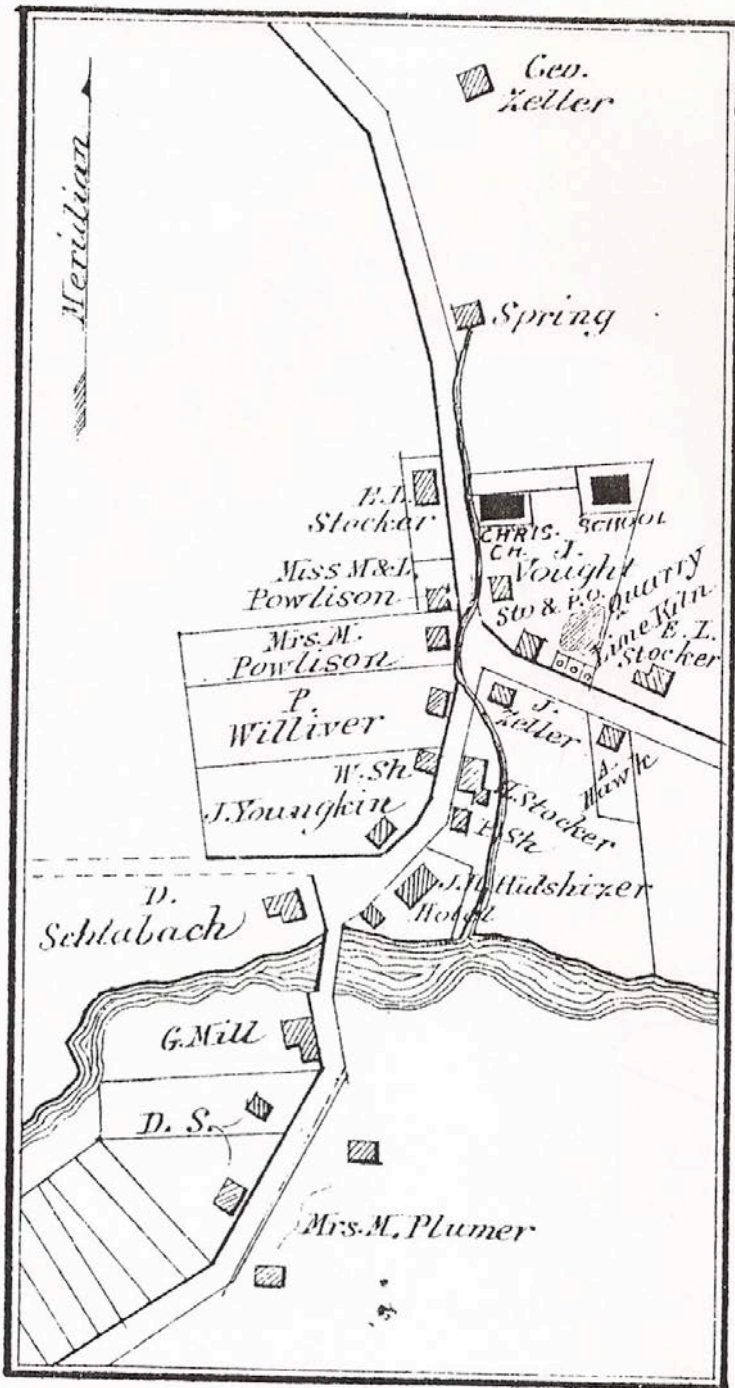 Geo.
Zeller
Meridian
Spring
E. L.
Stocker
CHRIS.
CH.
SCHOOL
J.
Vought
Sto & P.O.
Quarry
Lime Kiln
E. L.
Stocker
Miss M & L.
Powlison
Mrs. M.
Powlison
P.
Williver
J.
Zeller
A.
Hawk
W. Sh
J. Youngkin
Stocker
B. Sh
Hutshizer
Hotel
D.
Schlabach
G. Mill
D. S.
Mrs. M. Plumer